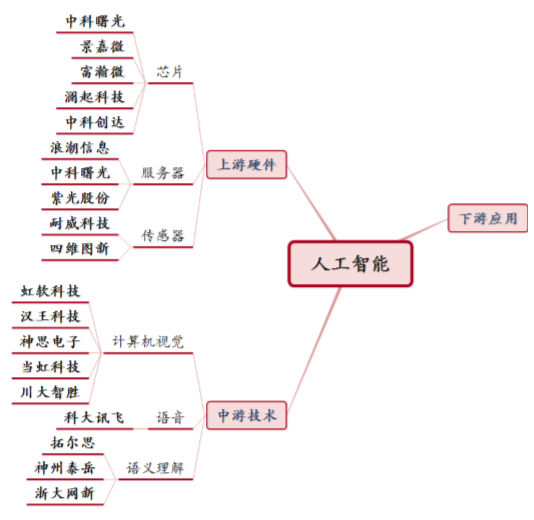 中科曙光
景嘉微
富瀚微
澜起科技
中科创达
芯片
浪潮信息
中科曙光
紫光股份
服务器
耐威科技
四维图新
传感器
上游硬件
下游应用
人工智能
虹软科技
汉王科技
神思电子
当虹科技
川大智胜
计算机视觉
科大讯飞
语音
中游技术
拓尔思
神州泰岳
浙大网新
语义理解